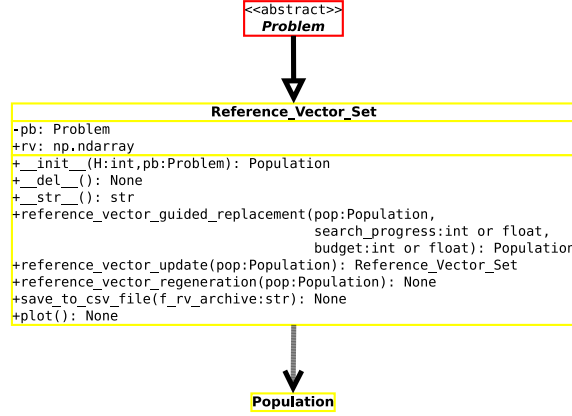 <<abstract>>
Problem
Reference_Vector_Set
-pb: Problem
+rv: np.ndarray
+__init__(H:int,pb:Problem): Population
+__del__(): None
+__str__(): str
+reference_vector_guided_replacement(pop:Population,
search_progress:int or float,
budget:int or float): Population
+reference_vector_update(pop:Population): Reference_Vector_Set
+reference_vector_regeneration(pop:Population): None
+save_to_csv_file(f_rv_archive:str): None
+plot(): None
Population